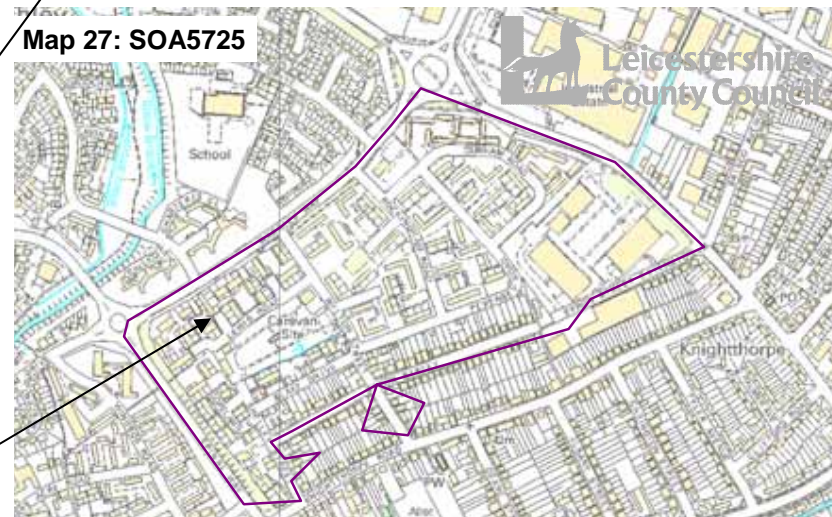 Map 27: SOA5725
Leicestershire
County Council
School
Caravan
Site
Knightthorpe
PW